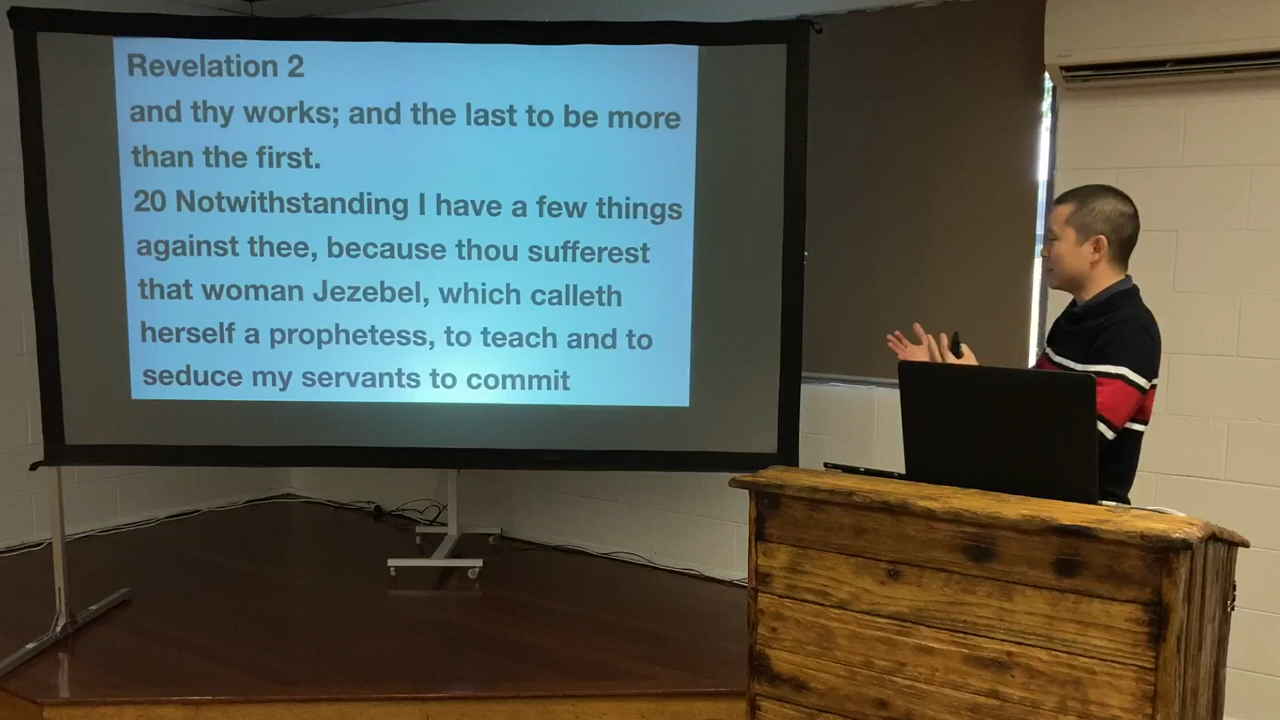 Revelation 2
and thy works; and the last to be more
than the first.
20 Notwithstanding I have a few things
against thee, because thou sufferest
that woman Jezebel, which calleth
herself a prophetess, to teach and to
seduce my servants to commit